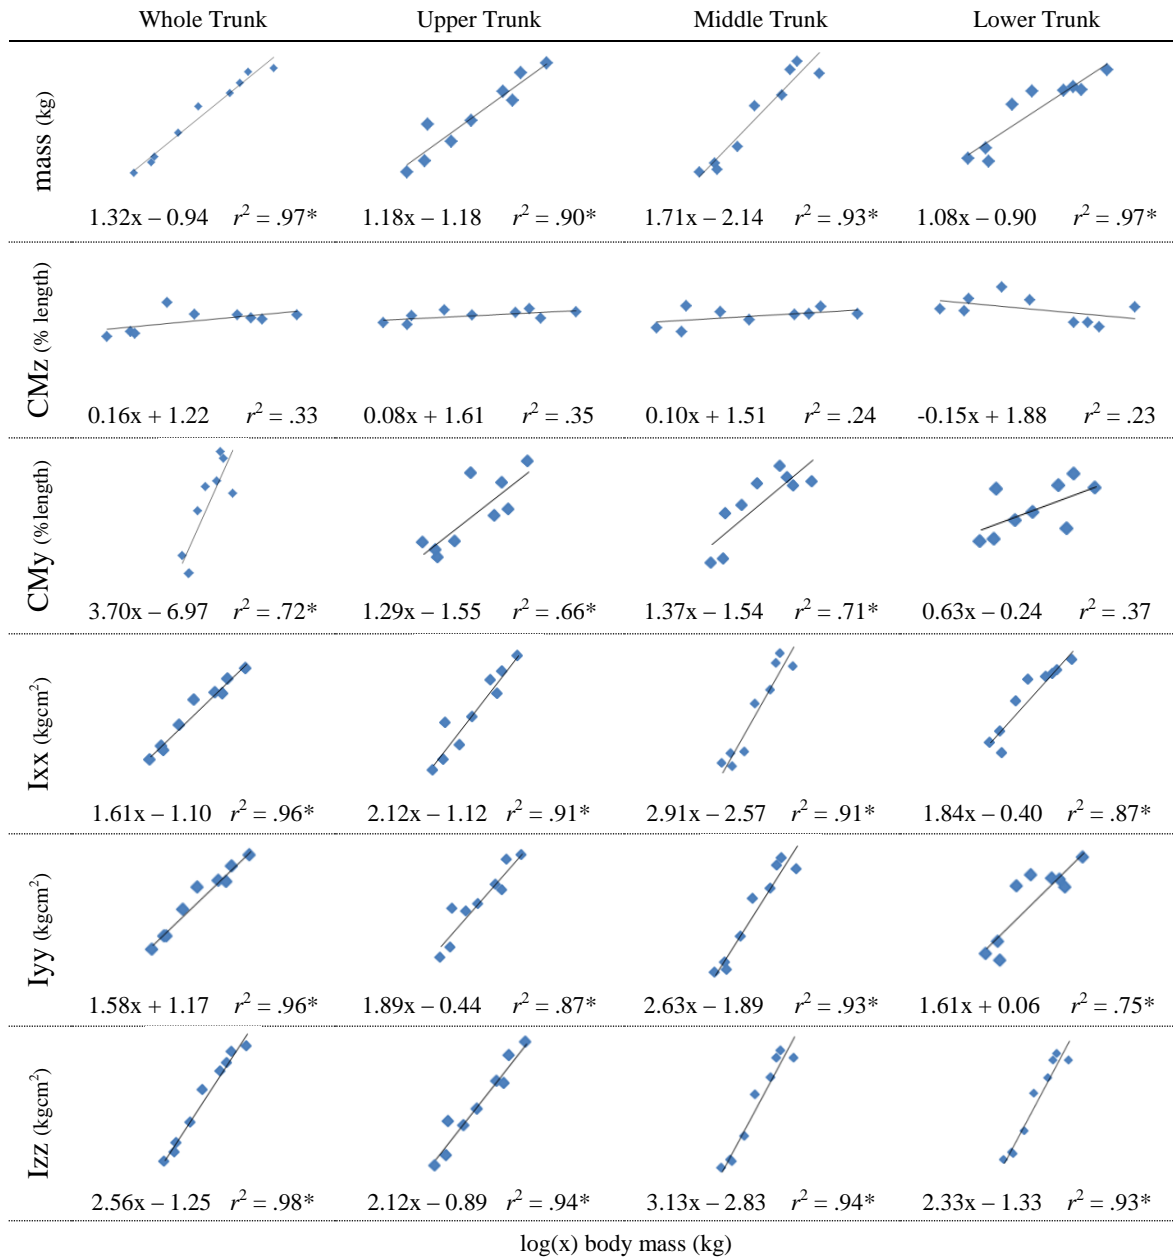 Whole Trunk Upper Trunk Middle Trunk Lower Trunk
mass (kg)
1.32x – 0.94 r² = .97* 1.18x – 1.18 r² = .90* 1.71x – 2.14 r² = .93* 1.08x – 0.90 r² = .97*
CMz (% length)
0.16x + 1.22 r² = .33 0.08x + 1.61 r² = .35 0.10x + 1.51 r² = .24 -0.15x + 1.88 r² = .23
CMy (%length)
3.70x – 6.97 r² = .72* 1.29x – 1.55 r² = .66* 1.37x – 1.54 r² = .71* 0.63x – 0.24 r² = .37
Ixx (kgcm²)
1.61x – 1.10 r² = .96* 2.12x – 1.12 r² = .91* 2.91x – 2.57 r² = .91* 1.84x – 0.40 r² = .87*
Iyy (kgcm²)
1.58x + 1.17 r² = .96* 1.89x – 0.44 r² = .87* 2.63x – 1.89 r² = .93* 1.61x + 0.06 r² = .75*
Izz (kgcm²)
2.56x – 1.25 r² = .98* 2.12x – 0.89 r² = .94* 3.13x – 2.83 r² = .94* 2.33x – 1.33 r² = .93*
log(x) body mass (kg)